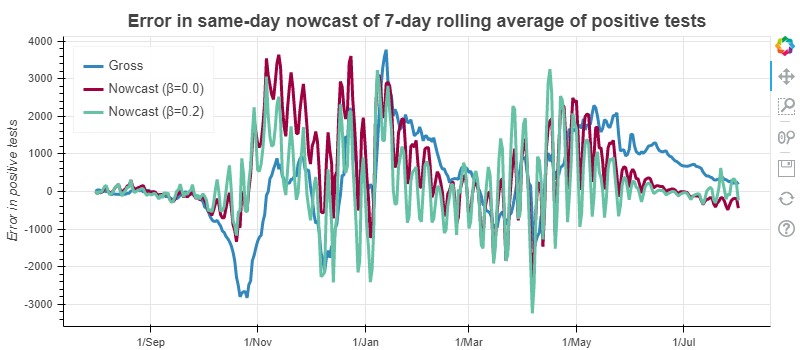 Error in same-day nowcast of 7-day rolling average of positive tests
Error in positive tests
4000
3000
2000
1000
0
-1000
-2000
-3000
Gross
Nowcast (β=0.0)
Nowcast (β=0.2)
1/Sep
1/Nov
1/Jan
1/Mar
1/May
1/Jul